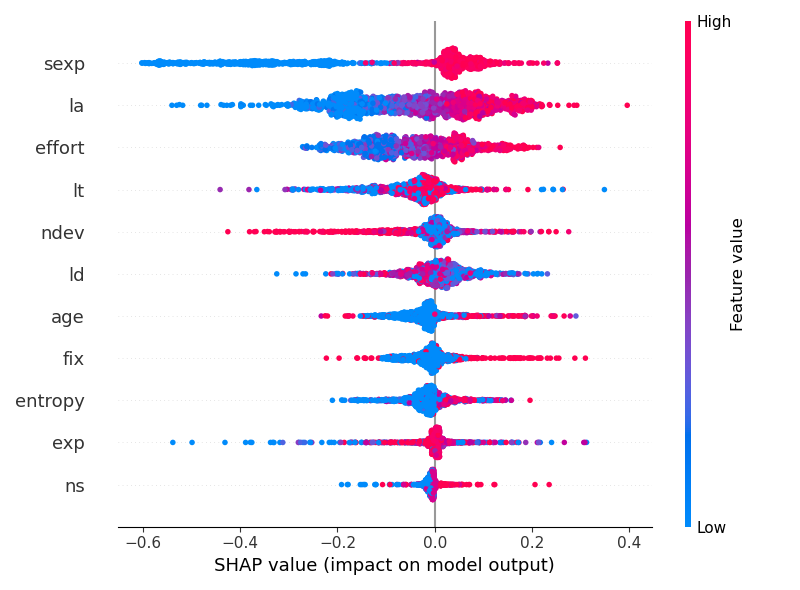 High
sexp
la
effort
lt
ndev
ld
age
fix
entropy
exp
ns
Feature value
Low
−0.6 −0.4 −0.2 0.0 0.2 0.4
SHAP value (impact on model output)